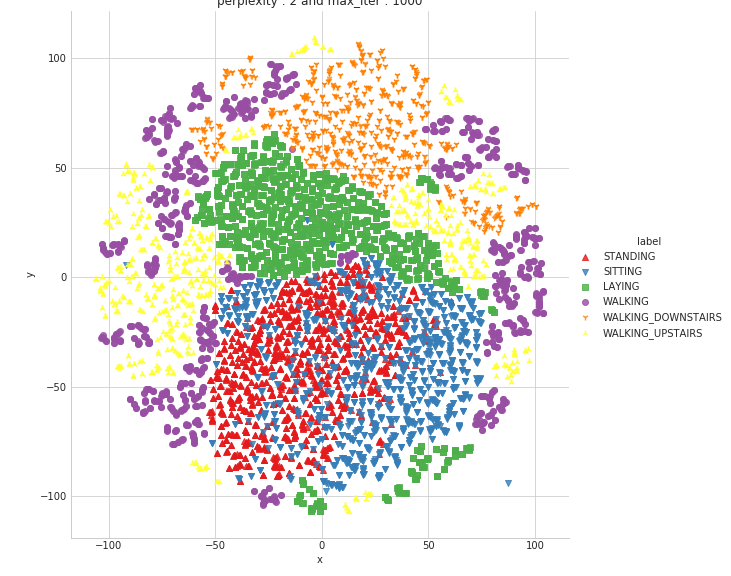 perplexity : 2 and max_iter : 1000
100
50
0
−50
−100
y
−100
−50
0
50
100
x
label
STANDING
SITTING
LAYING
WALKING
WALKING_DOWNSTAIRS
WALKING_UPSTAIRS